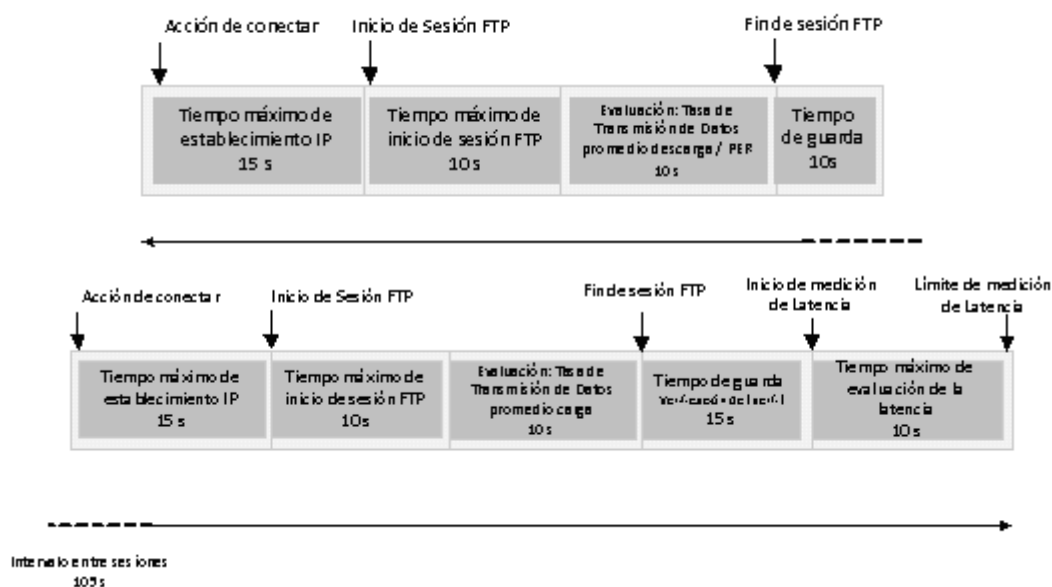 Acción de conectar
Inicio de Sesión FTP
Fin de sesión FTP
Tiempo máximo de
establecimiento IP
15 s
Tiempo máximo de
inicio de sesión FTP
10s
Evaluación: Tasa de
Transmisión de Datos
promedio descarga / PER
10s
Tiempo
de guarda
10s
Acción de conectar
Inicio de Sesión FTP
Fin de sesión FTP
Inicio de medición
de Latencia
Límite de medición
de Latencia
Tiempo máximo de
establecimiento IP
15 s
Tiempo máximo de
inicio de sesión FTP
10s
Evaluación: Tasa de
Transmisión de Datos
promedio carga
10s
Tiempo de guarda
15 s
Tiempo máximo de
evaluación de la
latencia
10s
Intervalo entre sesiones
105s